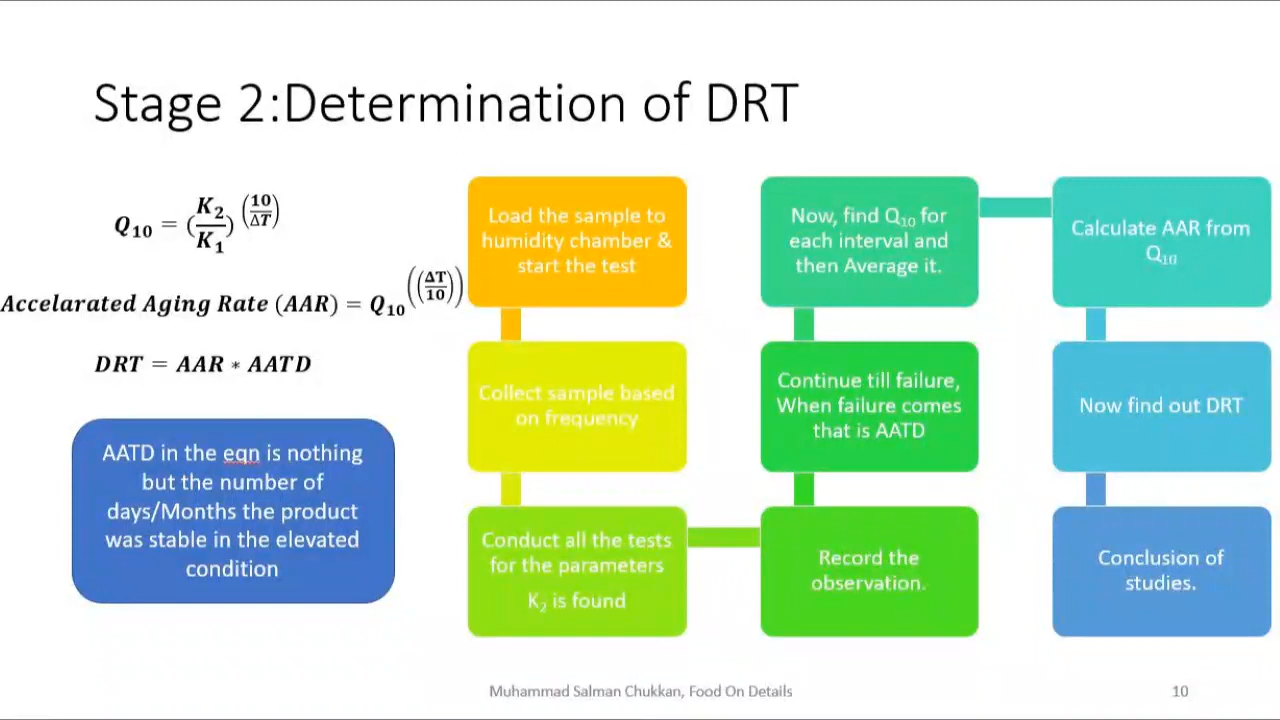 Stage 2:Determination of DRT
Q₁₀ = (K₂/K₁)^(10/ΔT)
Accelarated Aging Rate (AAR) = Q₁₀^((ΔT/10))
DRT = AAR * AATD
AATD in the eqn is nothing
but the number of
days/Months the product
was stable in the elevated
condition
Load the sample to
humidity chamber &
start the test
Collect sample based
on frequency
Conduct all the tests
for the parameters
K₂ is found
Record the
observation.
Continue till failure,
When failure comes
that is AATD
Now, find Q₁₀ for
each interval and
then Average it.
Calculate AAR from
Q₁₀
Now find out DRT
Conclusion of
studies.
Muhammad Salman Chukkan, Food On Details
10